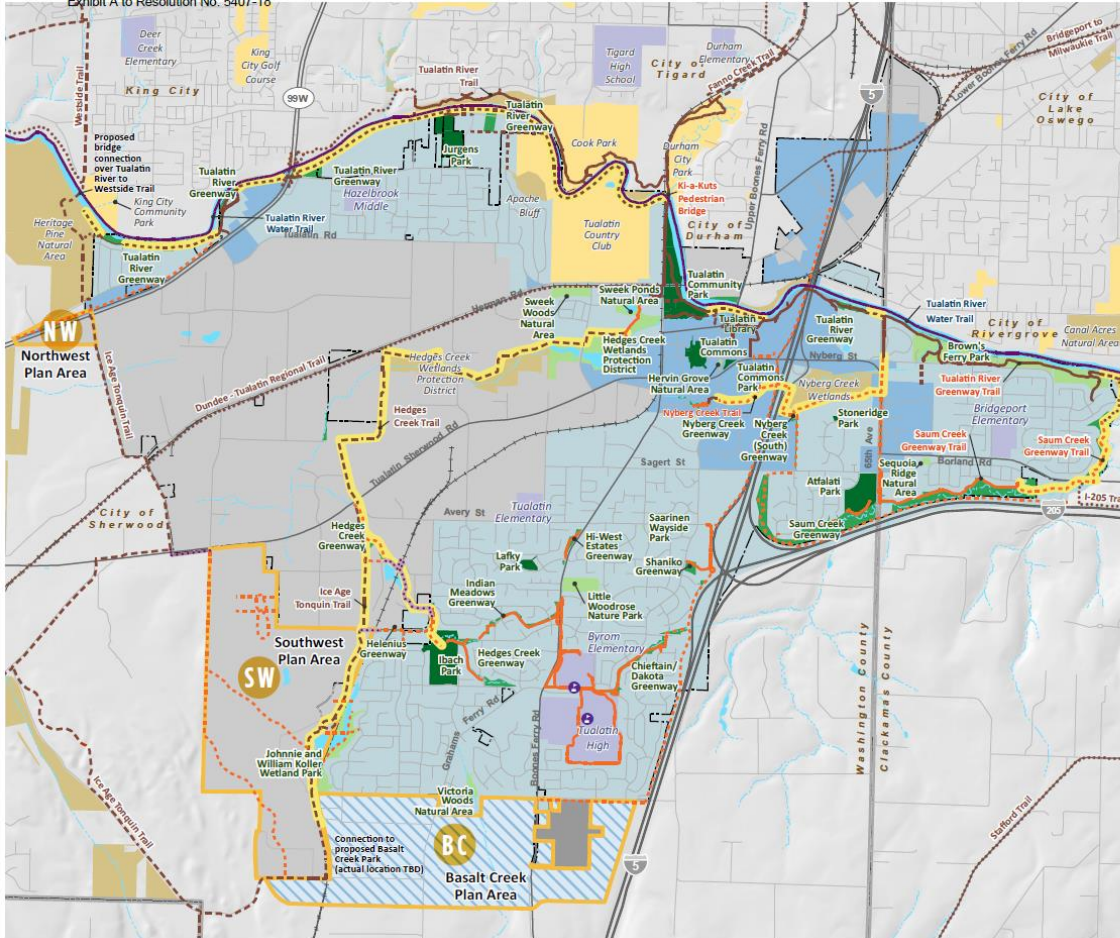 Exhibit A to Resolution No. 5407-18
Deer
Creek
Elementary
King
City Golf
Course
Westside Trail
King City
99W
Tualatin River
Trail
Tigard
High
School
Durham
Elementary
City of
Tigard
Fanno Creek Trail
5
Bridgeport to
Milwaukie Trail
Lower Boones Ferry Rd
City of
Lake
Oswego
Proposed
bridge
connection
over Tualatin
River to
Westside Trail
King City
Community
Park
Heritage
Pine
Natural
Area
Tualatin
River
Greenway
Tualatin
River
Greenway
Tualatin River
Water Trail
Tualatin River
Greenway
Hazelbrook
Middle
Tualatin Rd
Jurgens
Park
Tualatin
River
Greenway
Cook Park
Apache
Bluff
Tualatin
Country
Club
Durham
City
Park
Ki-a-Kuts
Pedestrian
Bridge
Upper Boones Ferry Rd
City of
Durham
Tualatin
Community
Park
NW
Northwest
Plan Area
Ice Age Tonquin Trail
Dundee - Tualatin Regional Trail
Herman Rd
Sweek
Woods
Natural
Area
Sweek Ponds
Natural Area
Hedges Creek
Wetlands
Protection
District
Hedges Creek
Wetlands
Protection
District
Tualatin
Library
Tualatin
Commons
Hervin Grove
Natural Area
Tualatin
Commons
Park
Tualatin
River
Greenway
Nyberg St
Nyberg Creek
Wetlands
Tualatin River
Water Trail
City of
Rivergrove
Canal Acres
Natural Area
Brown's
Ferry Park
Tualatin River
Greenway Trail
Bridgeport
Elementary
Hedges
Creek Trail
Tualatin Sherwood Rd
Nyberg Creek Trail
Nyberg Creek
Greenway
Nyberg
Creek
(South)
Greenway
Stoneridge
Park
65th Ave
Saum Creek
Greenway Trail
Saum Creek
Greenway Trail
Borland Rd
Sequoia
Ridge
Natural
Area
Sagert St
Atfalati
Park
Saum Creek
Greenway
I-205 Tra
205
City of
Sherwood
Avery St
Tualatin
Elementary
Hedges
Creek
Greenway
Lafky
Park
Hi-West
Estates
Greenway
Saarinen
Wayside
Park
Shaniko
Greenway
Indian
Meadows
Greenway
Little
Woodrose
Nature Park
Ice Age
Tonquin Trail
Southwest
Plan Area
SW
Helenius
Greenway
Ibach
Park
Hedges Creek
Greenway
Byrom
Elementary
Chieftain/
Dakota
Greenway
Washington County
Clackamas County
Grahams Ferry Rd
Boones Ferry Rd
Tualatin
High
Johnnie and
William Koller
Wetland Park
Ice Age Tonquin Trail
Victoria
Woods
Natural Area
Connection to
proposed Basalt
Creek Park
(actual location TBD)
BC
Basalt Creek
Plan Area
5
Stafford Trail